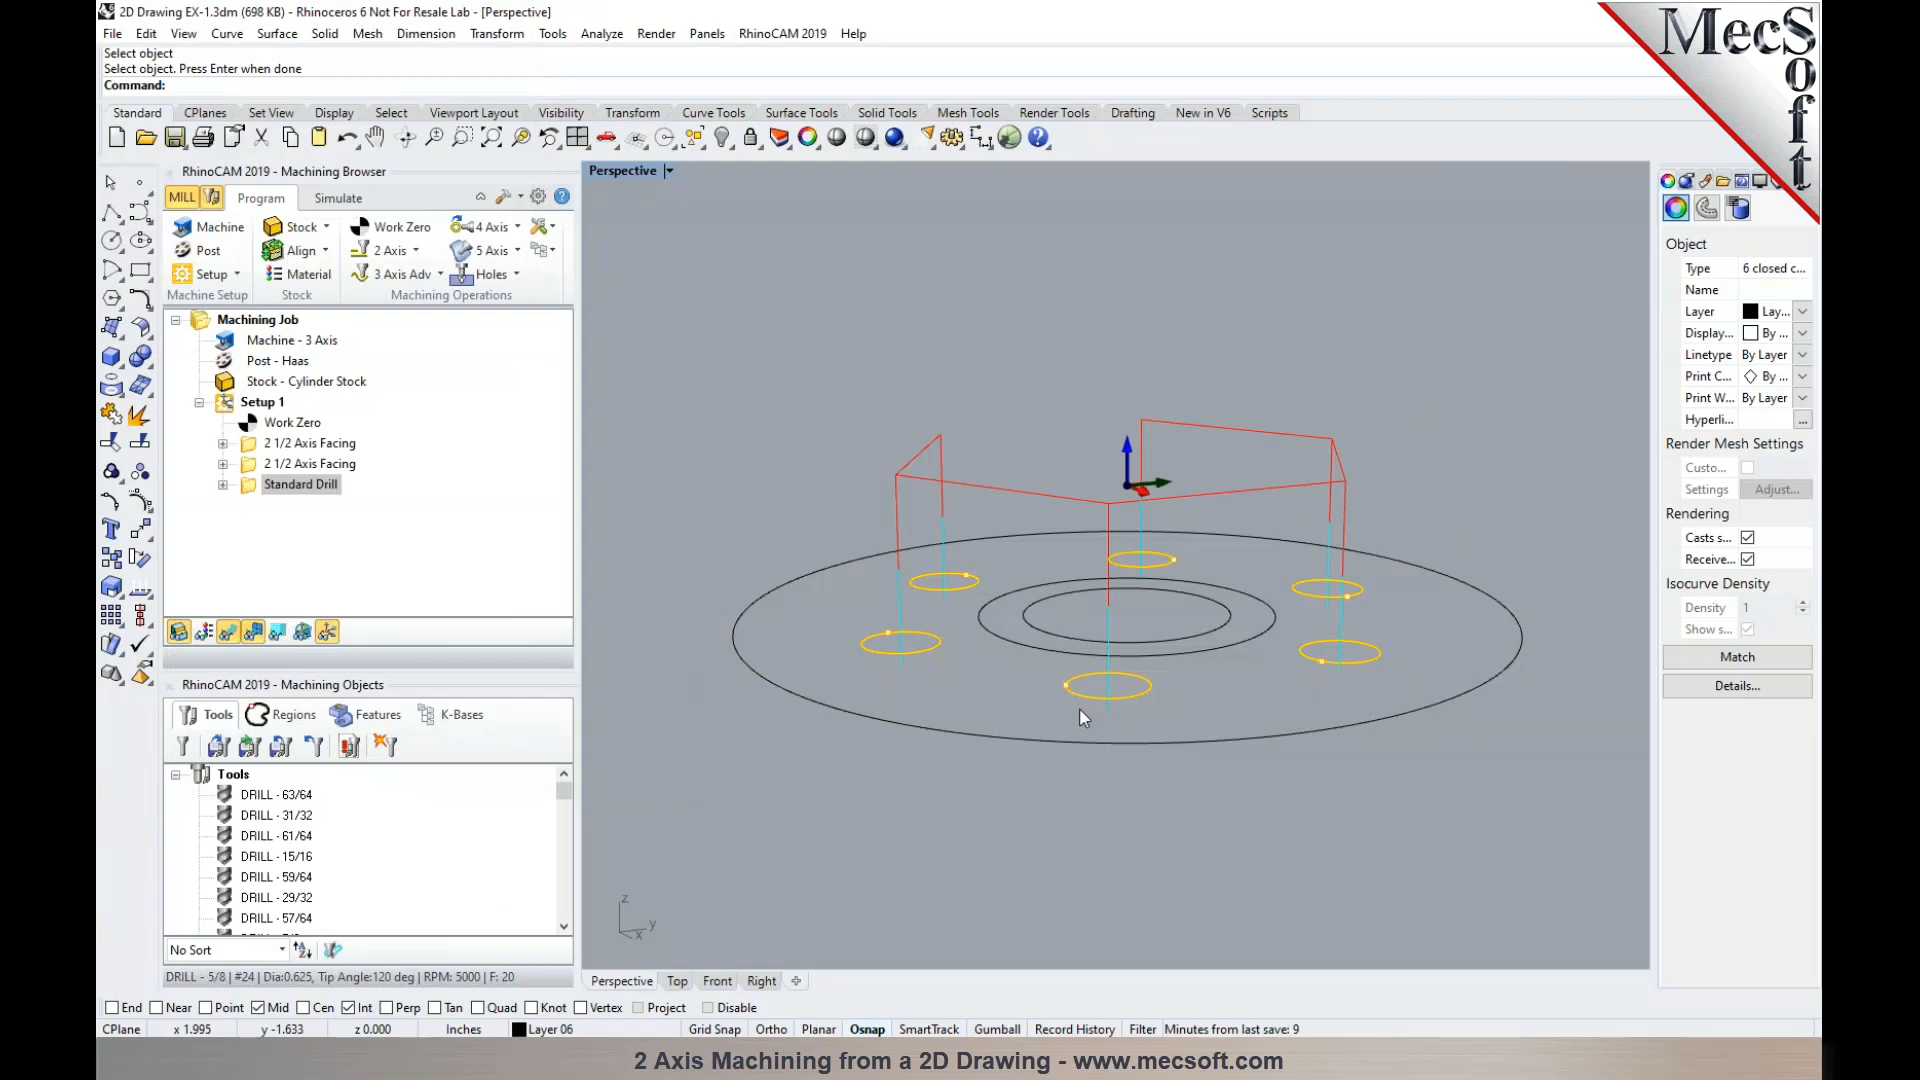 2D Drawing EX-1.3dm (698 KB) - Rhinoceros 6 Not For Resale Lab - [Perspective]
File Edit View Curve Surface Solid Mesh Dimension Transform Tools Analyze Render Panels RhinoCAM 2019 Help
Select object
Select object. Press Enter when done
Command:
Standard CPlanes Set View Display Select Viewport Layout Visibility Transform Curve Tools Surface Tools Solid Tools Mesh Tools Render Tools Drafting New in V6 Scripts
MecSoft
RhinoCAM 2019 - Machining Browser
MILL Program Simulate
Machine Stock Work Zero 4 Axis
Post Align 2 Axis 5 Axis
Setup Material 3 Axis Adv Holes
Machine Setup Stock Machining Operations
Machining Job
Machine - 3 Axis
Post - Haas
Stock - Cylinder Stock
Setup 1
Work Zero
2 1/2 Axis Facing
2 1/2 Axis Facing
Standard Drill
RhinoCAM 2019 - Machining Objects
Tools Regions Features K-Bases
Tools
DRILL - 63/64
DRILL - 31/32
DRILL - 61/64
DRILL - 15/16
DRILL - 59/64
DRILL - 29/32
DRILL - 57/64
No Sort
DRILL - 5/8 | #24 | Dia:0.625, Tip Angle:120 deg | RPM: 5000 | F: 20
Perspective
z
y
x
Perspective Top Front Right
Object
Type 6 closed c...
Name
Layer Lay...
Display... By ...
Linetype By Layer
Print C... By ...
Print W... By Layer
Hyperli... ...
Render Mesh Settings
Custo...
Settings Adjust...
Rendering
Casts s...
Receive...
Isocurve Density
Density 1
Show s...
Match
Details...
End Near Point Mid Cen Int Perp Tan Quad Knot Vertex Project Disable
CPlane x 1.995 y -1.633 z 0.000 Inches Layer 06 Grid Snap Ortho Planar Osnap SmartTrack Gumball Record History Filter Minutes from last save: 9
2 Axis Machining from a 2D Drawing - www.mecsoft.com